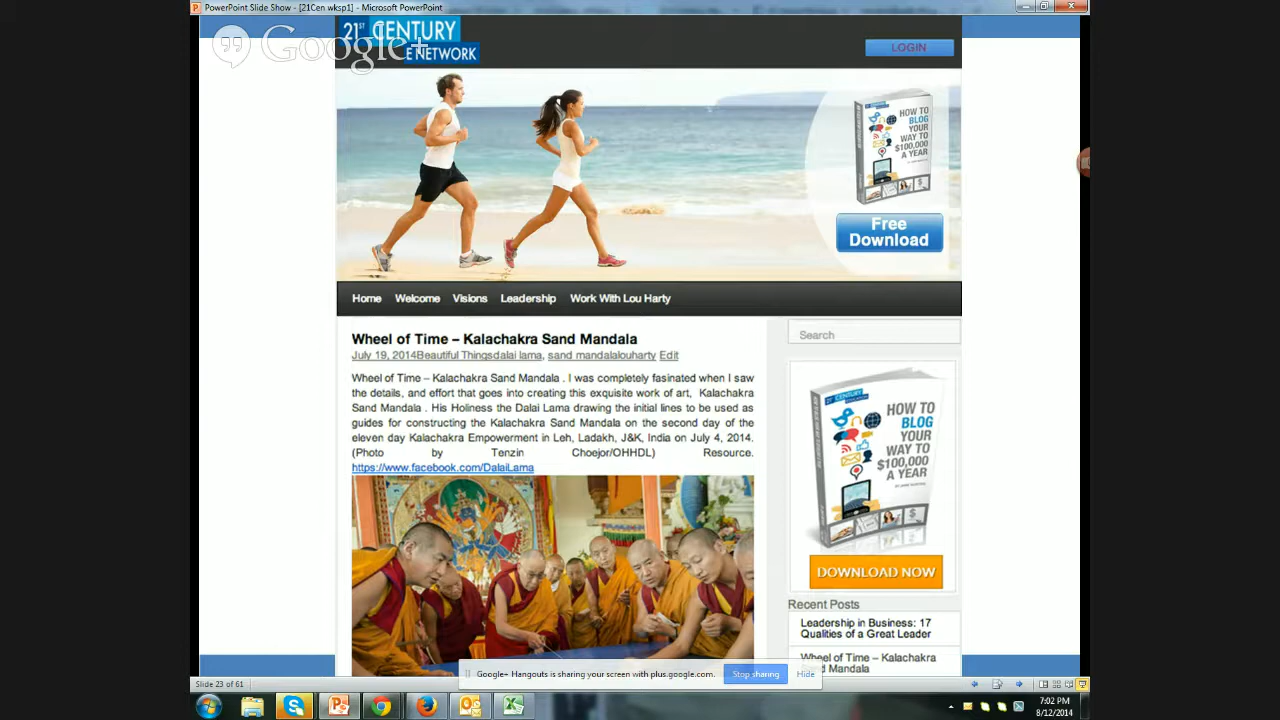 PowerPoint Slide Show - [21Cen wksp1] - Microsoft PowerPoint
21ST CENTURY
E NETWORK
Google+
LOGIN
HOW TO
BLOG
YOUR
WAY TO
$100,000
A YEAR
Free
Download
Home Welcome Visions Leadership Work With Lou Harty
Wheel of Time – Kalachakra Sand Mandala
July 19, 2014Beautiful Thingsdalai lama, sand mandalalouharty Edit
Wheel of Time – Kalachakra Sand Mandala . I was completely fasinated when I saw
the details, and effort that goes into creating this exquisite work of art, Kalachakra
Sand Mandala . His Holiness the Dalai Lama drawing the initial lines to be used as
guides for constructing the Kalachakra Sand Mandala on the second day of the
eleven day Kalachakra Empowerment in Leh, Ladakh, J&K, India on July 4, 2014.
(Photo by Tenzin Choejor/OHHDL) Resource.
https://www.facebook.com/DalaiLama
Search
21ST CENTURY
HOW TO
BLOG
YOUR
WAY TO
$100,000
A YEAR
DOWNLOAD NOW
Recent Posts
Leadership in Business: 17
Qualities of a Great Leader
Wheel of Time – Kalachakra
Sand Mandala
Google+ Hangouts is sharing your screen with plus.google.com. Stop sharing Hide
Slide 23 of 61
7:02 PM
8/12/2014